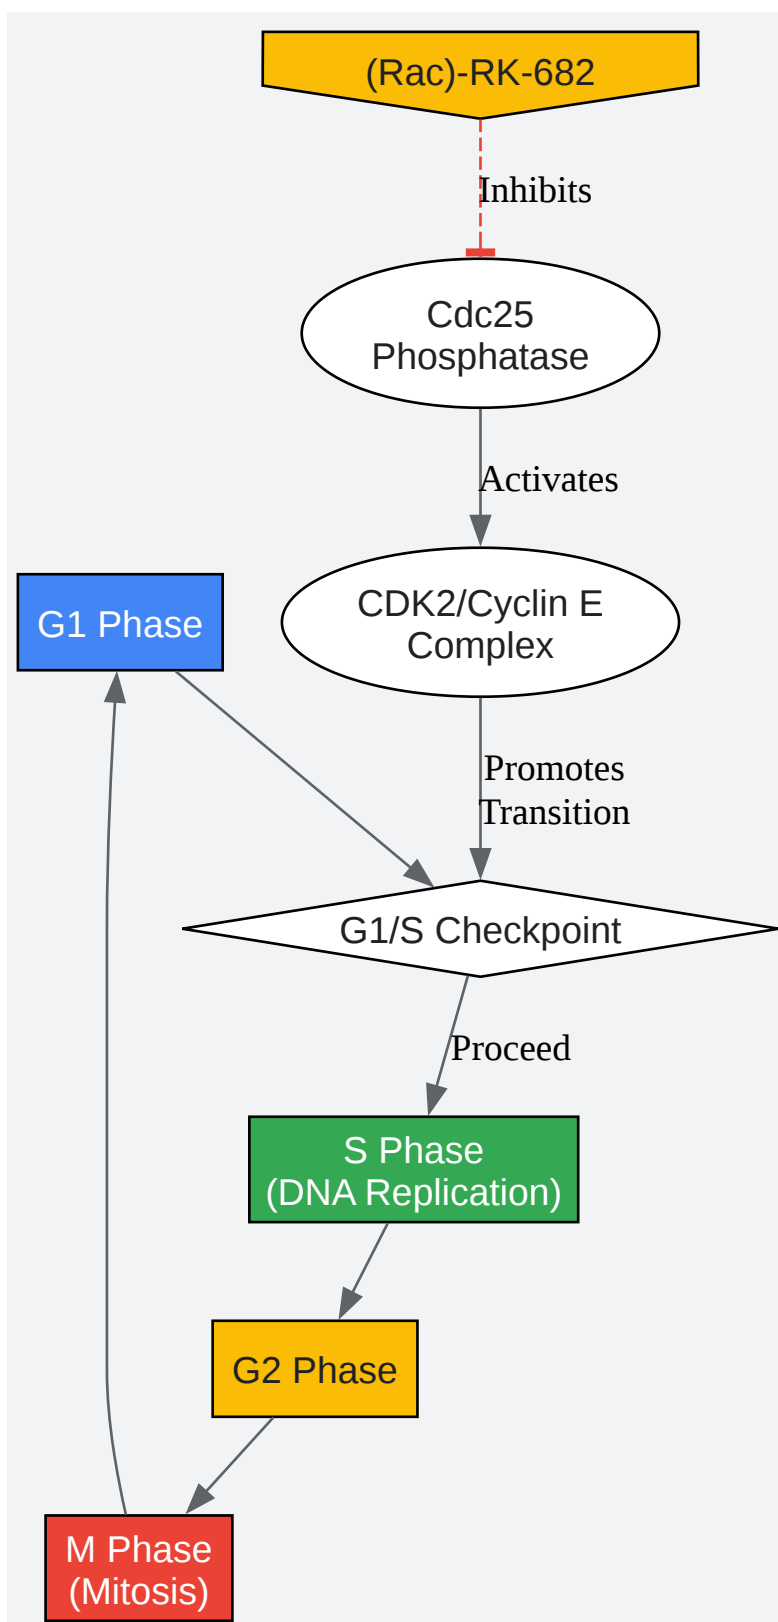 (Rac)-RK-682
Inhibits
Cdc25
Phosphatase
Activates
CDK2/Cyclin E
Complex
G1 Phase
Promotes
Transition
G1/S Checkpoint
Proceed
S Phase
(DNA Replication)
G2 Phase
M Phase
(Mitosis)